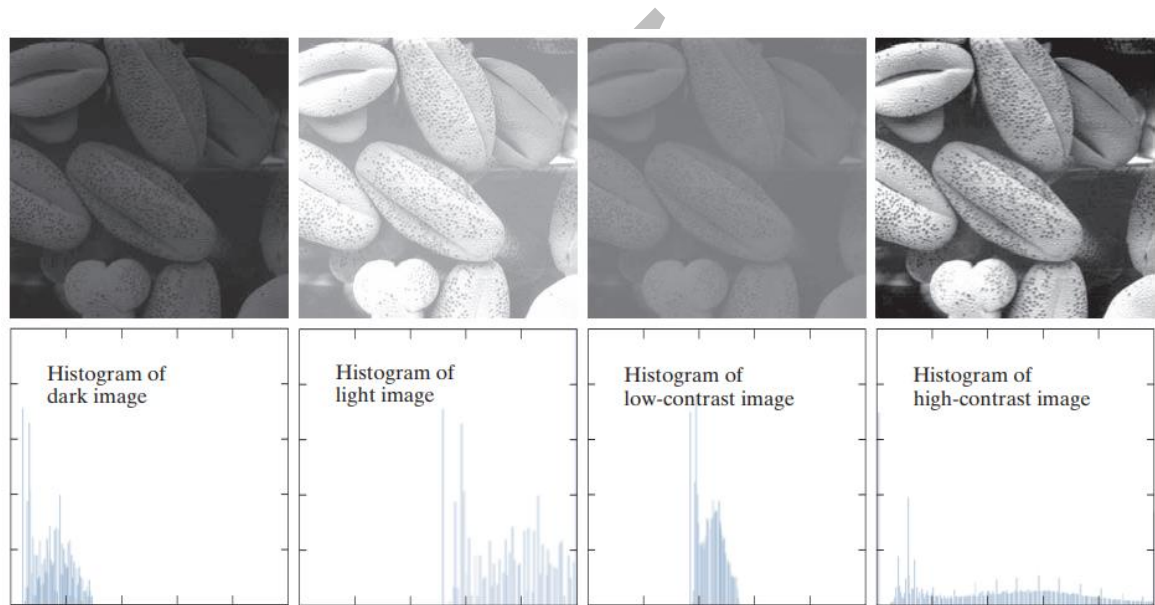 Histogram of
dark image
Histogram of
light image
Histogram of
low-contrast image
Histogram of
high-contrast image